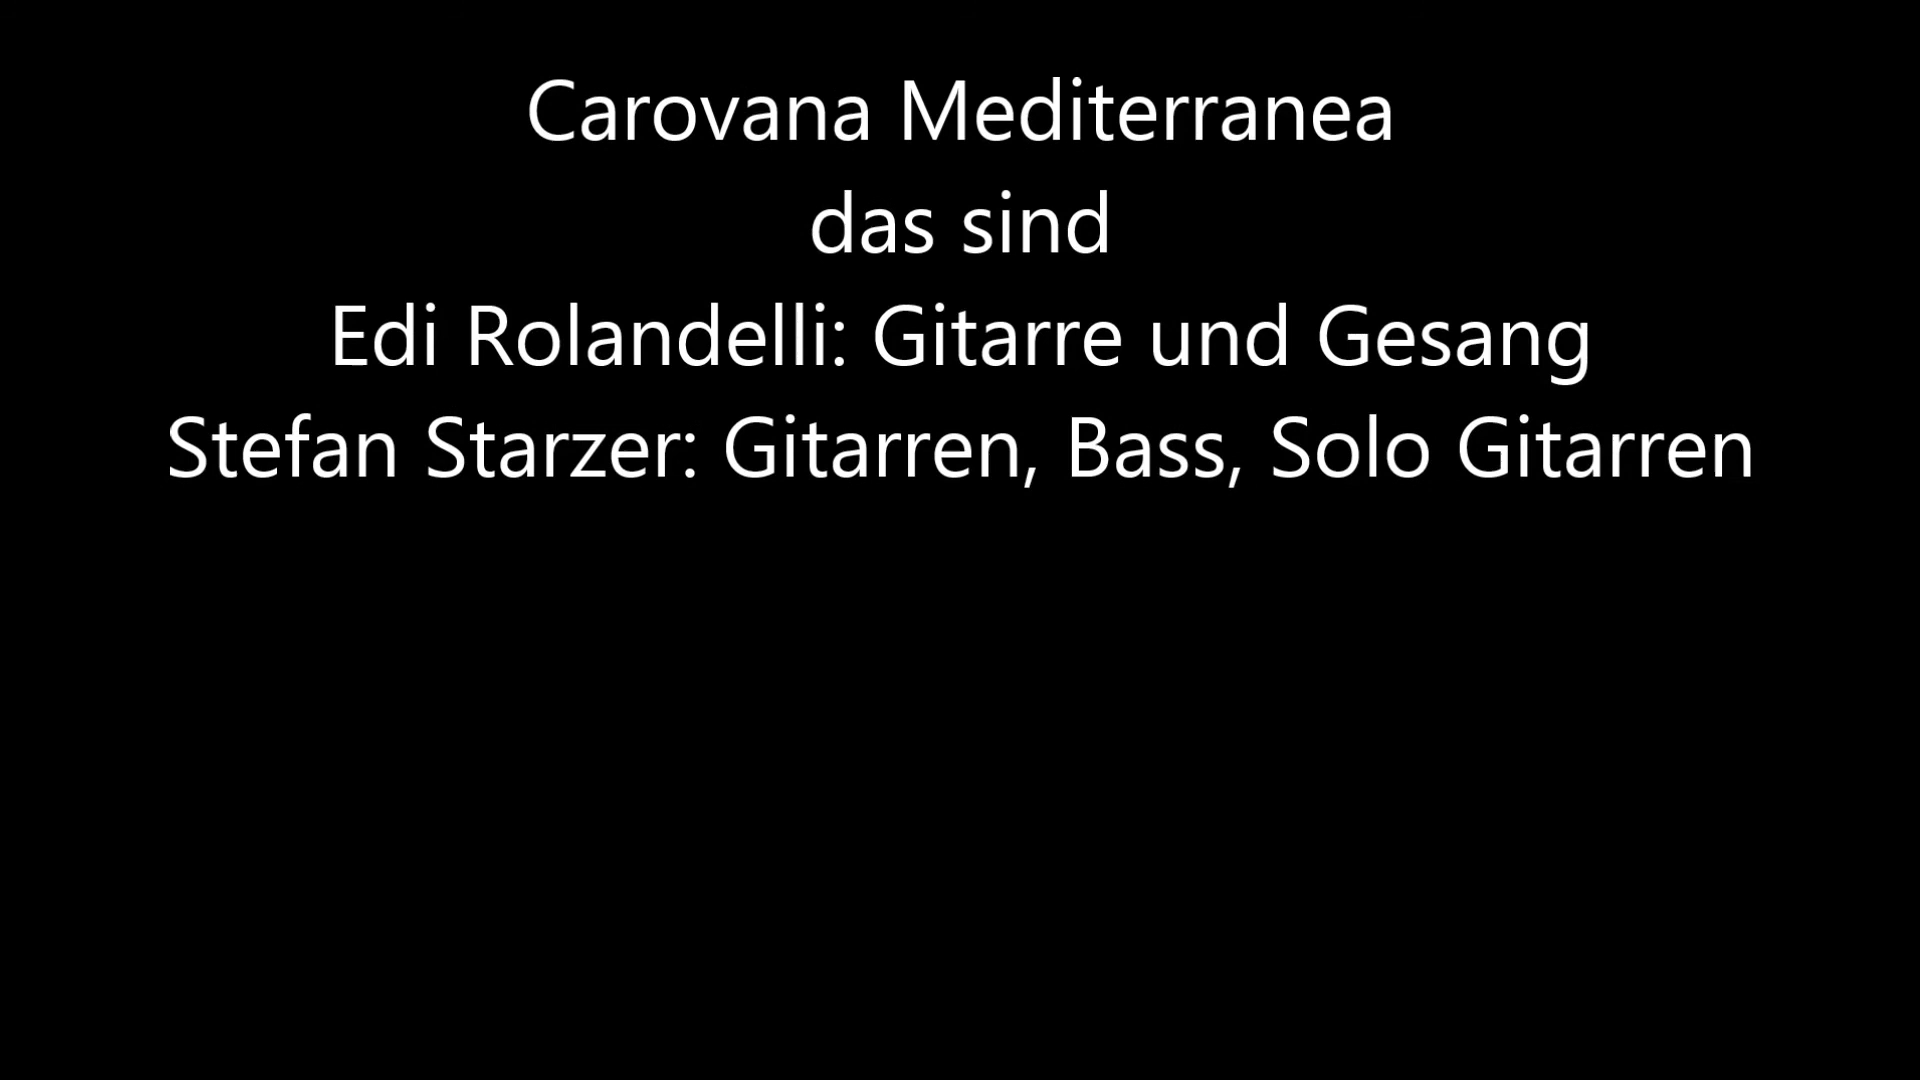 Carovana Mediterranea
das sind
Edi Rolandelli: Gitarre und Gesang
Stefan Starzer: Gitarren, Bass, Solo Gitarren